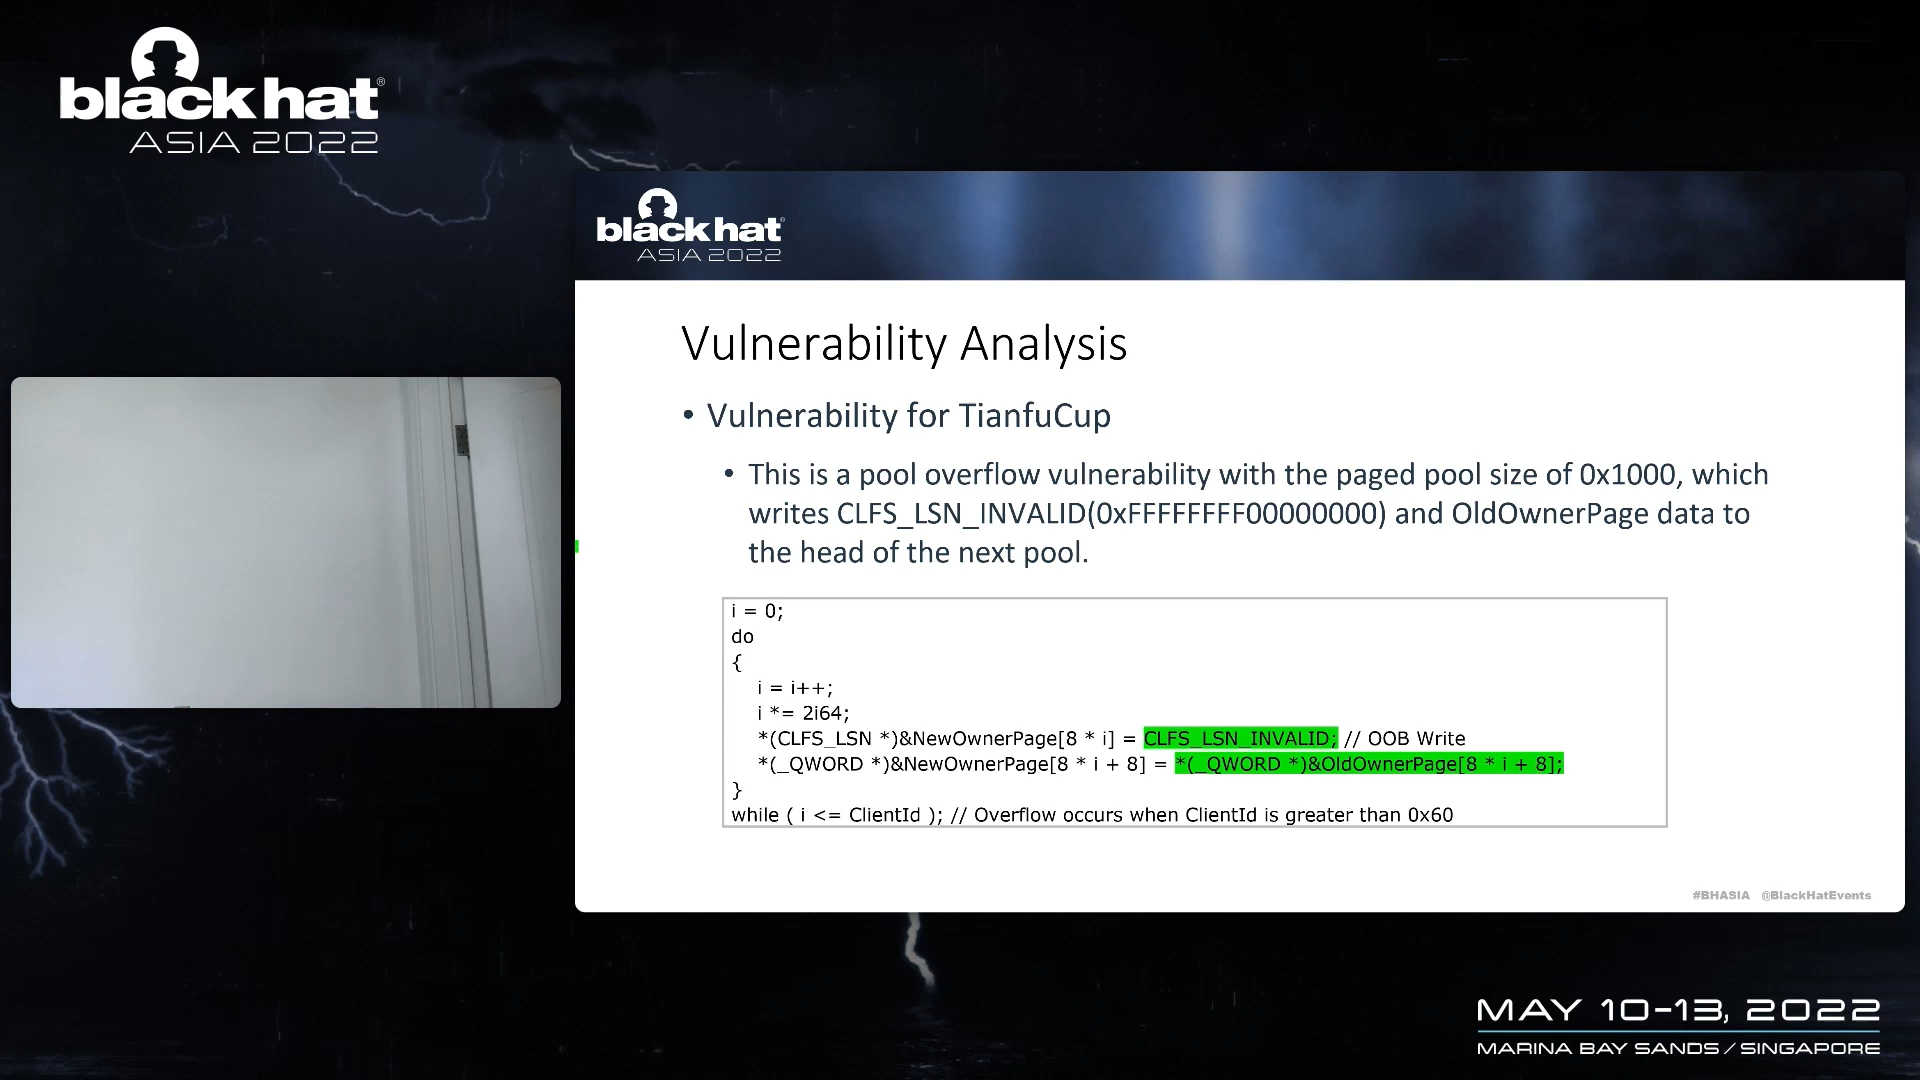 black hat®
ASIA 2022
black hat®
ASIA 2022
Vulnerability Analysis
• Vulnerability for TianfuCup
• This is a pool overflow vulnerability with the paged pool size of 0x1000, which
writes CLFS_LSN_INVALID(0xFFFFFFFF00000000) and OldOwnerPage data to
the head of the next pool.
i = 0;
do
{
i = i++;
i *= 2i64;
*(CLFS_LSN *)&NewOwnerPage[8 * i] = CLFS_LSN_INVALID; // OOB Write
*(_QWORD *)&NewOwnerPage[8 * i + 8] = *(_QWORD *)&OldOwnerPage[8 * i + 8];
}
while ( i <= ClientId ); // Overflow occurs when ClientId is greater than 0x60
#BHASIA @BlackHatEvents
MAY 10-13, 2022
MARINA BAY SANDS / SINGAPORE